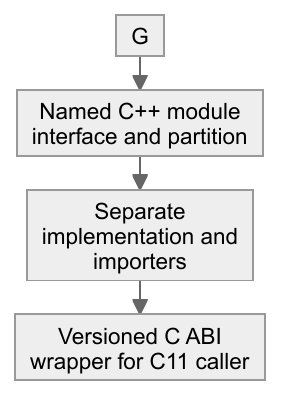 G
Named C++ module
interface and partition
Separate
implementation and
importers
Versioned C ABI
wrapper for C11 caller